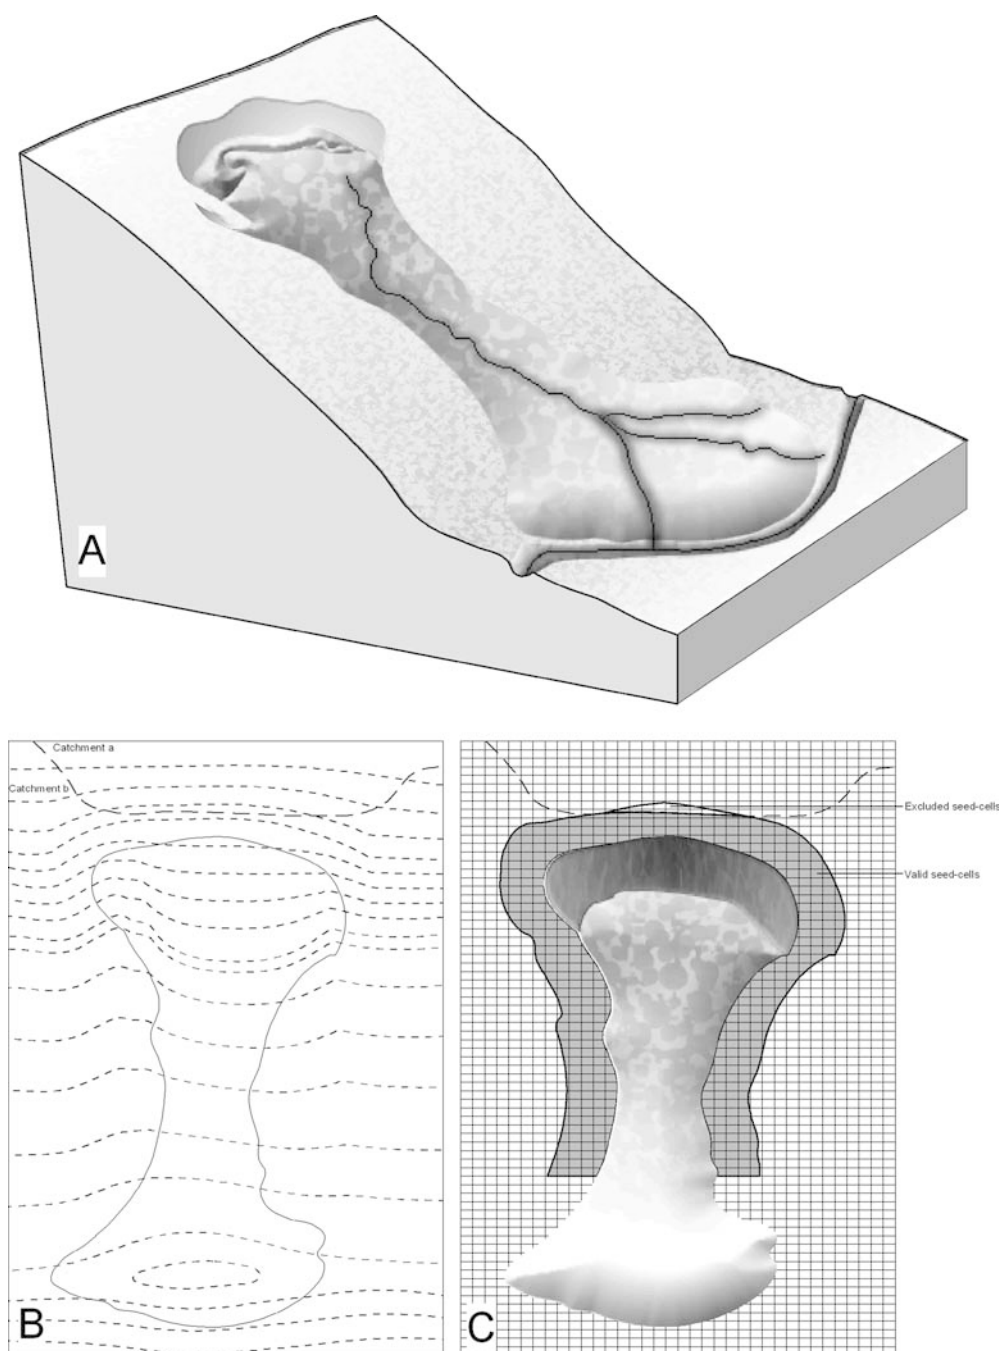 A
Catchment a
Catchment b
Excluded seed-cells
Valid seed-cells
B
C